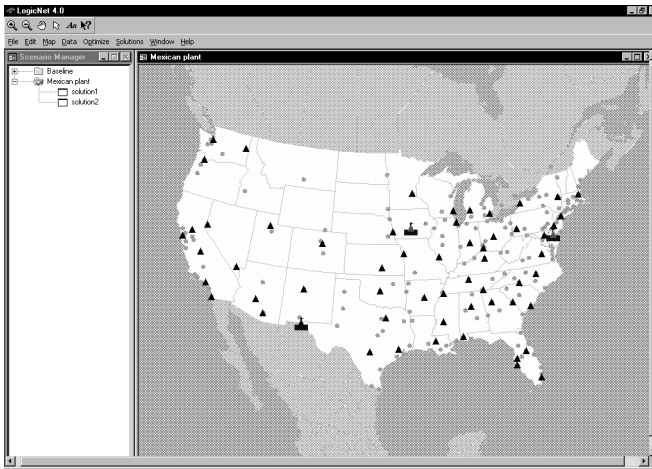 LogicNet 4.0
Aa
File Edit Map Data Optimize Solutions Window Help
Scenario Manager
Mexican plant
Baseline
Mexican plant
solution1
solution2